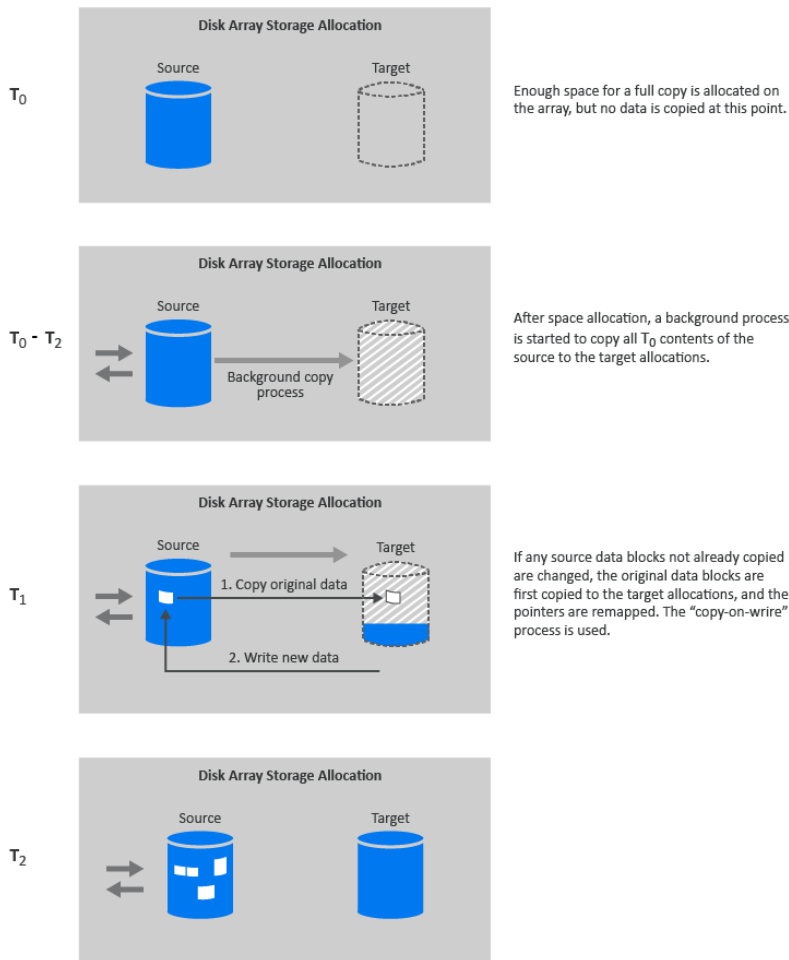 Disk Array Storage Allocation
Source
Target
T0
Enough space for a full copy is allocated on
the array, but no data is copied at this point.
Disk Array Storage Allocation
Source
Target
T0 - T2
Background copy
process
After space allocation, a background process
is started to copy all T0 contents of the
source to the target allocations.
Disk Array Storage Allocation
Source
Target
T1
1. Copy original data
2. Write new data
If any source data blocks not already copied
are changed, the original data blocks are
first copied to the target allocations, and the
pointers are remapped. The “copy-on-wrire”
process is used.
Disk Array Storage Allocation
Source
Target
T2